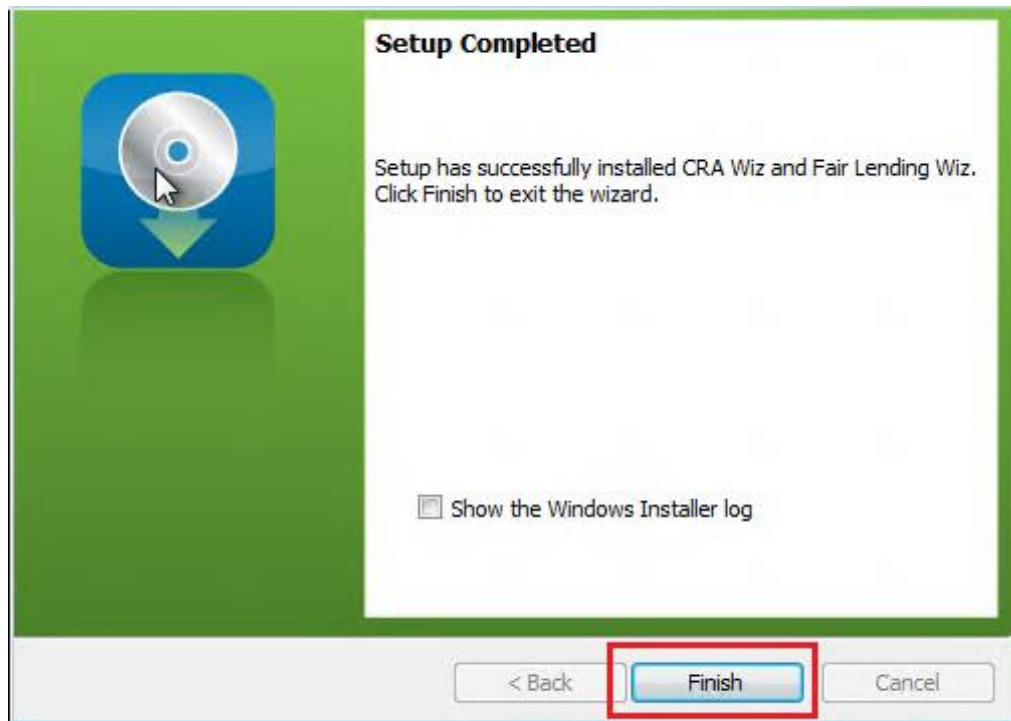 Setup Completed
Setup has successfully installed CRA Wiz and Fair Lending Wiz.
Click Finish to exit the wizard.
Show the Windows Installer log
< Back
Finish
Cancel